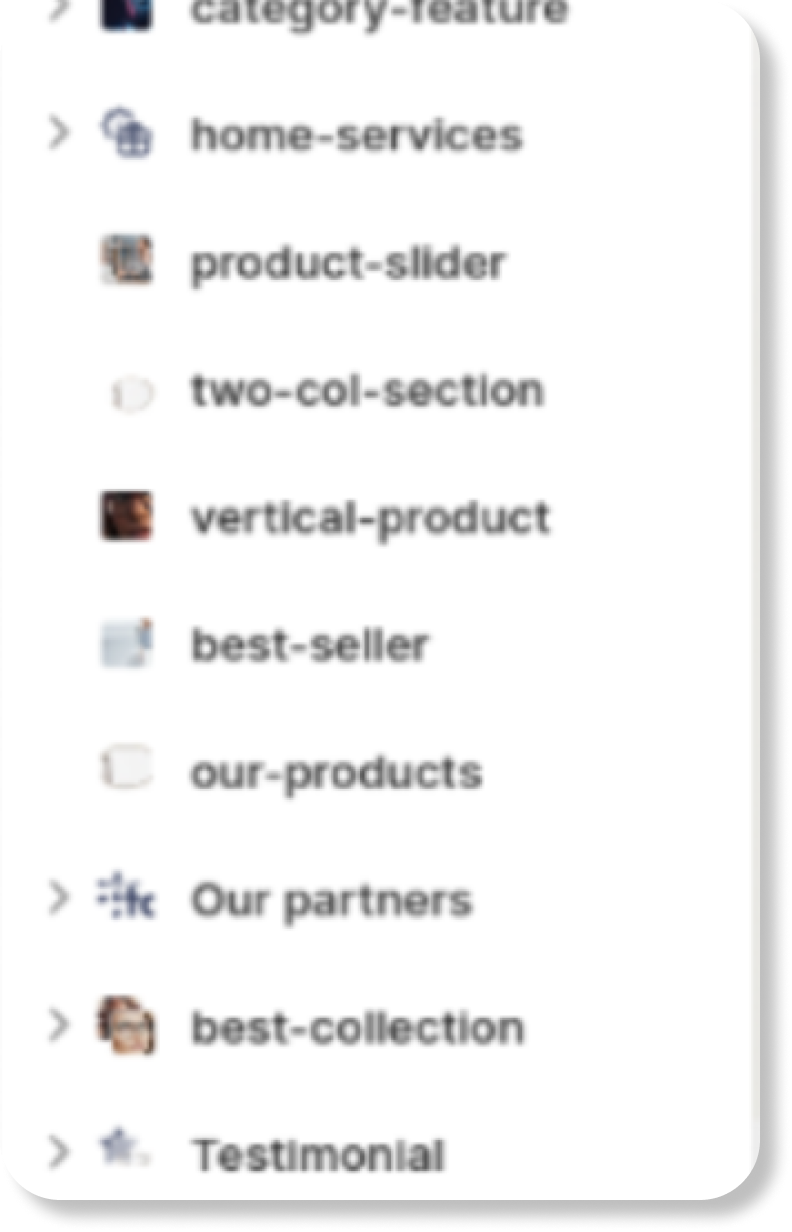 category-feature
home-services
product-slider
two-col-section
vertical-product
best-seller
our-products
Our partners
best-collection
Testimonial